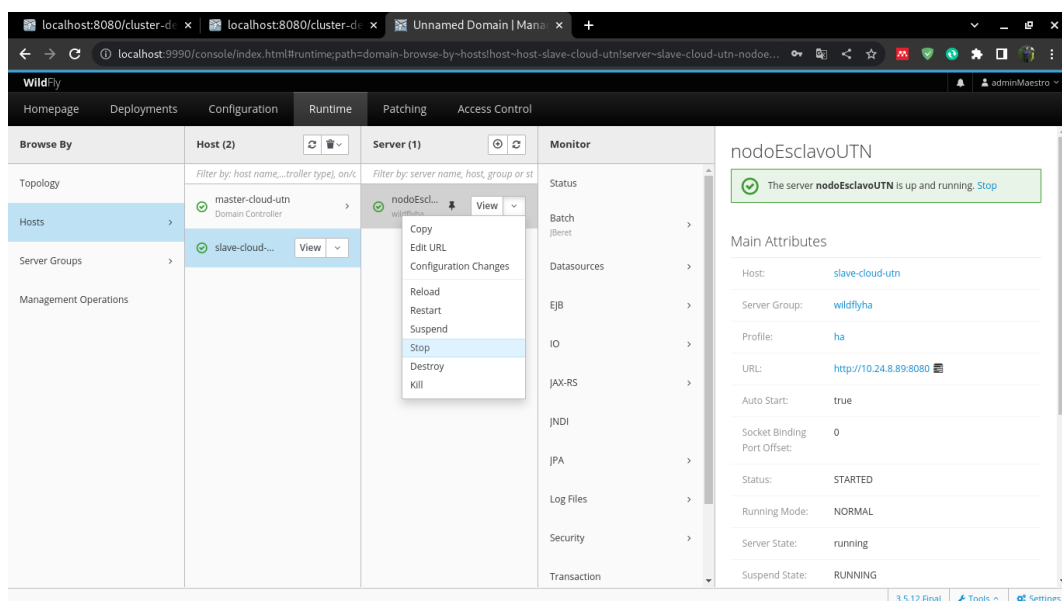 localhost:8080/cluster-de
localhost:8080/cluster-de
Unnamed Domain | Mana
localhost:9990/console/index.html#runtime;path=domain-browse-by~hosts!host~host-slave-cloud-utn!server~slave-cloud-utn-nodoe...
WildFly
adminMaestro
Homepage Deployments Configuration Runtime Patching Access Control
Browse By
Topology
Hosts
Server Groups
Management Operations
Host (2)
Filter by: host name,...troller type), on/c
master-cloud-utn
Domain Controller
slave-cloud-... View
Server (1)
Filter by: server name, host, group or st
nodoEscl... View
Copy
Edit URL
Configuration Changes
Reload
Restart
Suspend
Stop
Destroy
Kill
Monitor
Status
Batch
JBeret
Datasources
EJB
IO
JAX-RS
JNDI
JPA
Log Files
Security
Transaction
nodoEsclavoUTN
The server nodoEsclavoUTN is up and running. Stop
Main Attributes
Host: slave-cloud-utn
Server Group: wildflyha
Profile: ha
URL: http://10.24.8.89:8080
Auto Start: true
Socket Binding 0
Port Offset:
Status: STARTED
Running Mode: NORMAL
Server State: running
Suspend State: RUNNING
3.5.12.Final Tools Settings